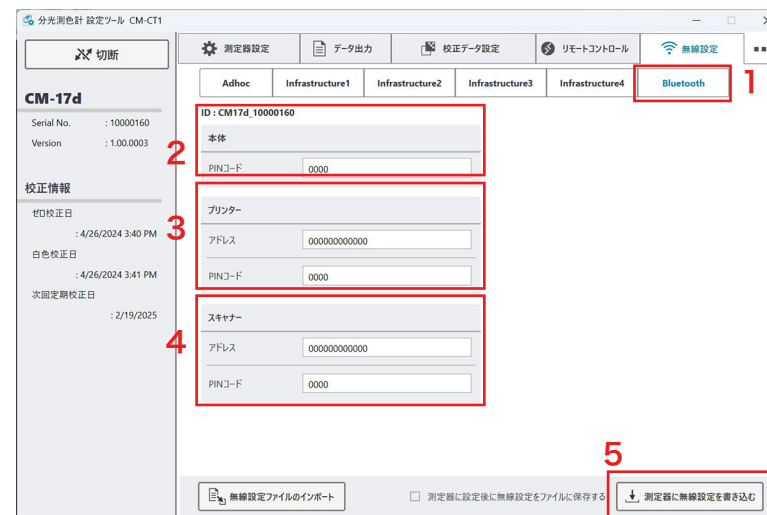 分光測色計 設定ツール CM-CT1
切断
測定器設定
データ出力
校正データ設定
リモートコントロール
無線設定
Adhoc
Infrastructure1
Infrastructure2
Infrastructure3
Infrastructure4
Bluetooth
1
CM-17d
Serial No. : 10000160
Version : 1.00.0003
校正情報
ゼロ校正日
: 4/26/2024 3:40 PM
白色校正日
: 4/26/2024 3:41 PM
次回定期校正日
: 2/19/2025
ID : CM17d_10000160
2
本体
PINコード 0000
3
プリンター
アドレス 000000000000
PINコード 0000
4
スキャナー
アドレス 000000000000
PINコード 0000
5
無線設定ファイルのインポート
測定器に設定後に無線設定をファイルに保存する
測定器に無線設定を書き込む